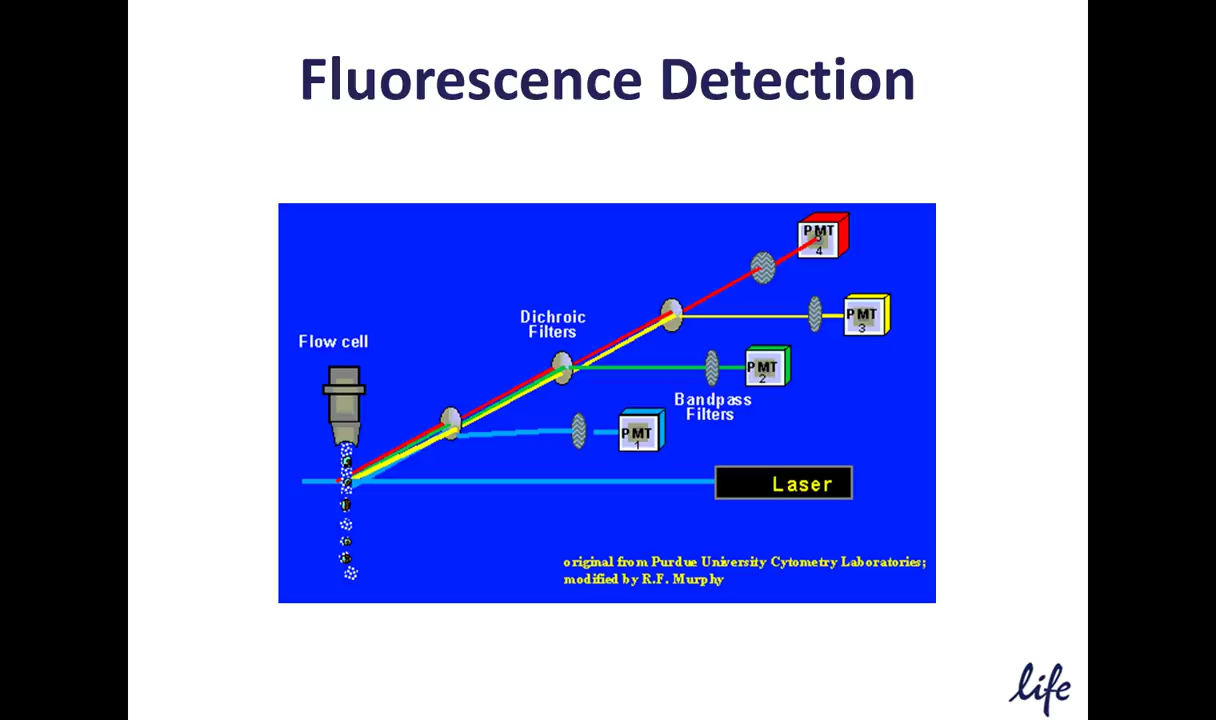 Fluorescence Detection
PMT
4
Dichroic
Filters
PMT
3
Flow cell
PMT
2
Bandpass
Filters
PMT
1
Laser
original from Purdue University Cytometry Laboratories;
modified by R.F. Murphy
life